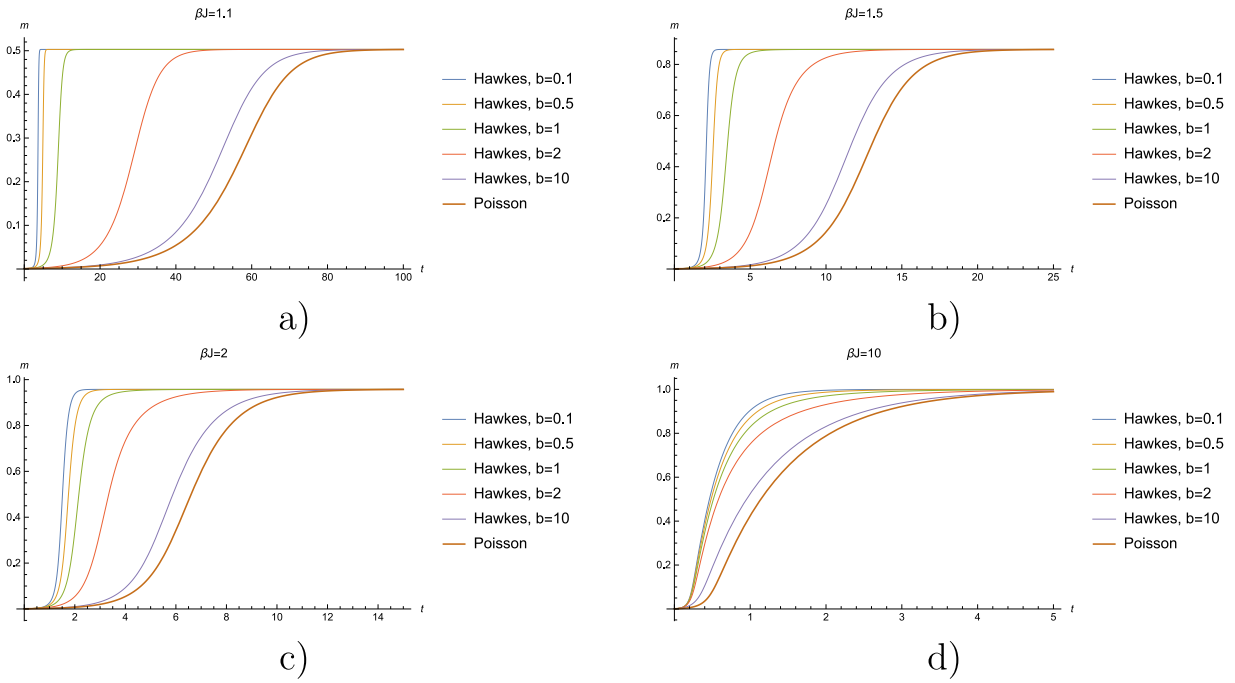 βJ=1.1
m
0.5
0.4
0.3
0.2
0.1
20
40
60
80
100
t
Hawkes, b=0.1
Hawkes, b=0.5
Hawkes, b=1
Hawkes, b=2
Hawkes, b=10
Poisson
a)
βJ=1.5
m
0.8
0.6
0.4
0.2
5
10
15
20
25
t
Hawkes, b=0.1
Hawkes, b=0.5
Hawkes, b=1
Hawkes, b=2
Hawkes, b=10
Poisson
b)
βJ=2
m
1.0
0.8
0.6
0.4
0.2
2
4
6
8
10
12
14
t
Hawkes, b=0.1
Hawkes, b=0.5
Hawkes, b=1
Hawkes, b=2
Hawkes, b=10
Poisson
c)
βJ=10
m
1.0
0.8
0.6
0.4
0.2
1
2
3
4
5
t
Hawkes, b=0.1
Hawkes, b=0.5
Hawkes, b=1
Hawkes, b=2
Hawkes, b=10
Poisson
d)